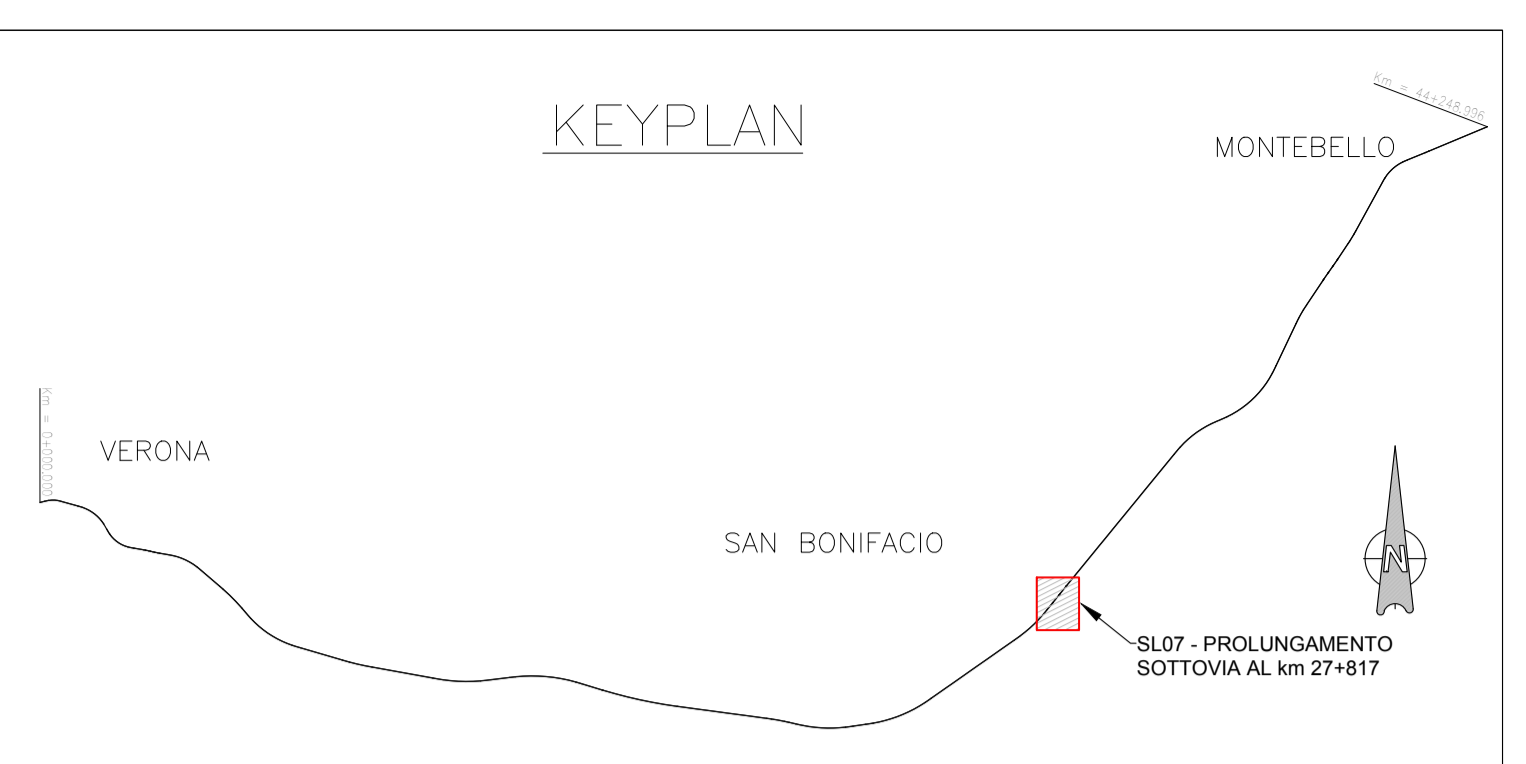 KEYPLAN
Km = 44+248.996
MONTEBELLO
Km = 0+000.000
VERONA
SAN BONIFACIO
N
SL07 - PROLUNGAMENTO
SOTTOVIA AL km 27+817